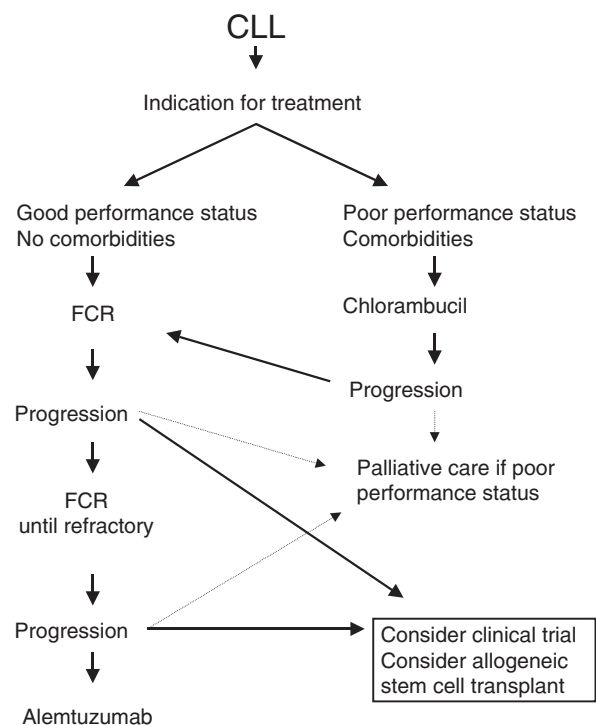 CLL
Indication for treatment
Good performance status
No comorbidities
Poor performance status
Comorbidities
FCR
Chlorambucil
Progression
Progression
Palliative care if poor
performance status
FCR
until refractory
Progression
Consider clinical trial
Consider allogeneic
stem cell transplant
Alemtuzumab